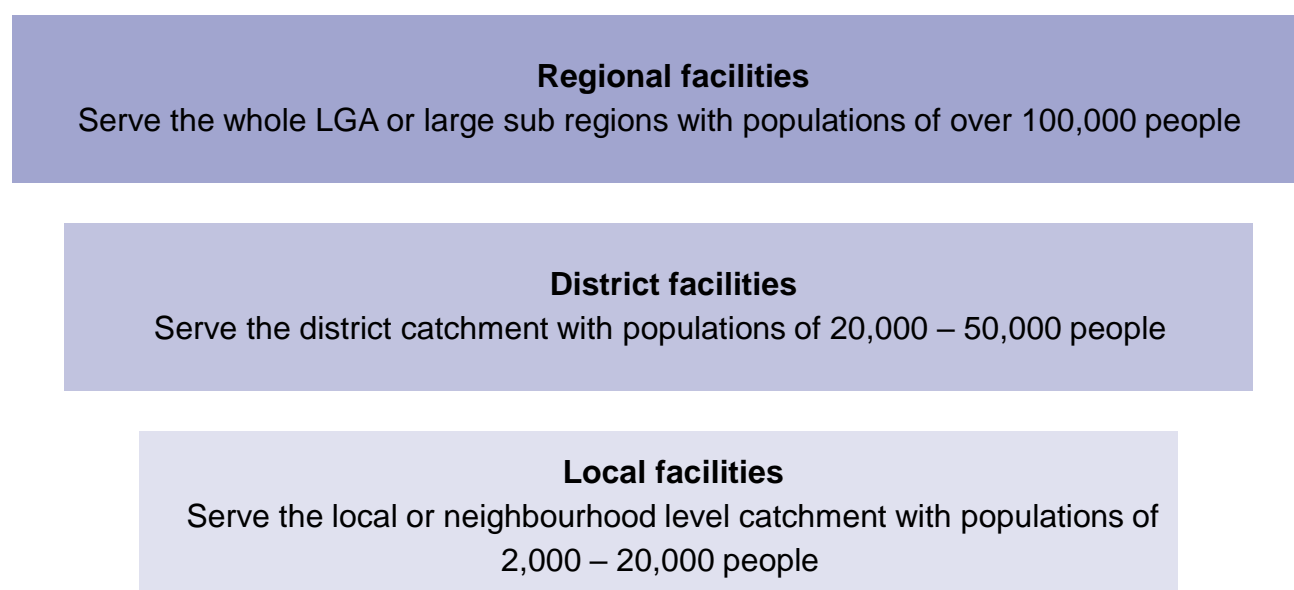 Regional facilities
Serve the whole LGA or large sub regions with populations of over 100,000 people
District facilities
Serve the district catchment with populations of 20,000 – 50,000 people
Local facilities
Serve the local or neighbourhood level catchment with populations of
2,000 – 20,000 people